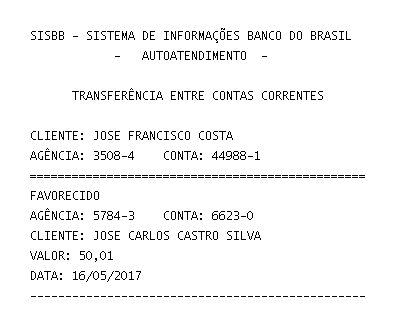 SISBB - SISTEMA DE INFORMAÇÕES BANCO DO BRASIL
- AUTOATENDIMENTO -
TRANSFERÊNCIA ENTRE CONTAS CORRENTES
CLIENTE: JOSE FRANCISCO COSTA
AGÊNCIA: 3508-4 CONTA: 44988-1
================================================
FAVORECIDO
AGÊNCIA: 5784-3 CONTA: 6623-0
CLIENTE: JOSE CARLOS CASTRO SILVA
VALOR: 50,01
DATA: 16/05/2017
------------------------------------------------